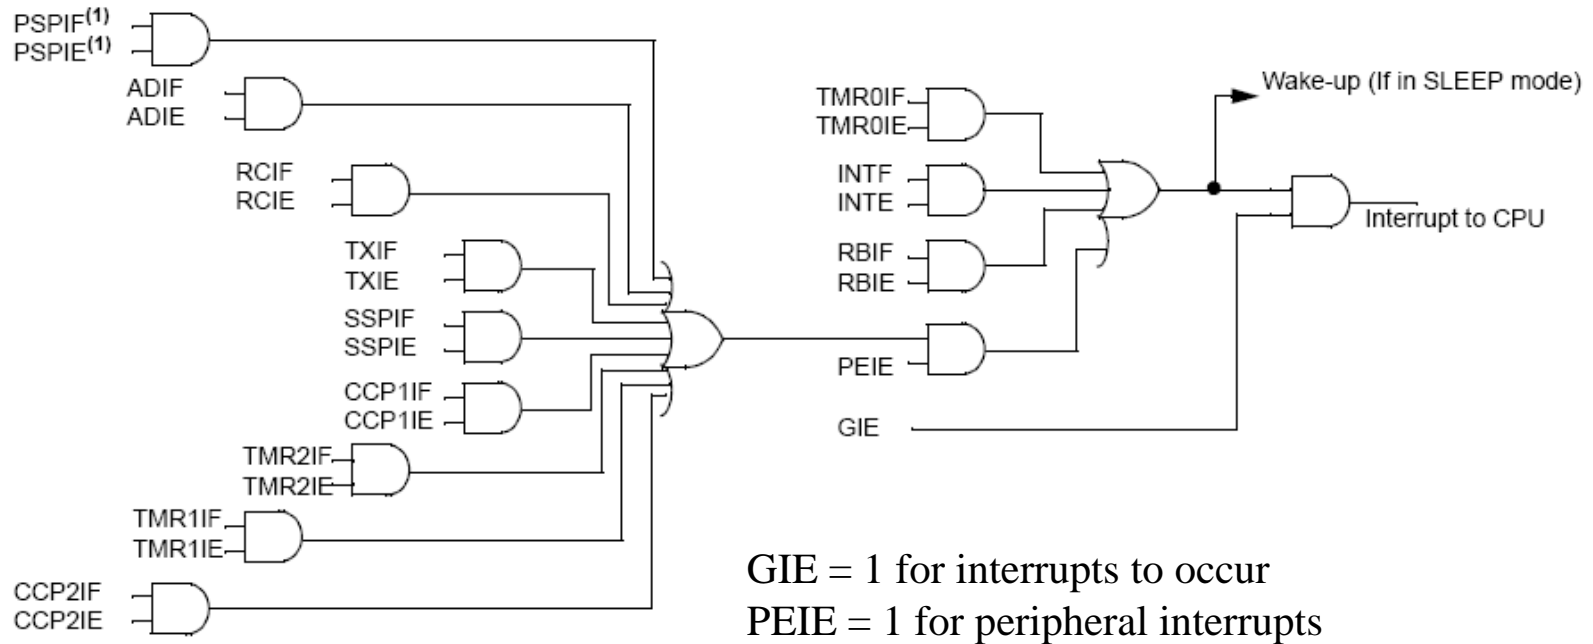 PSPIF(1)
PSPIE(1)
ADIF
ADIE
RCIF
RCIE
TXIF
TXIE
SSPIF
SSPIE
CCP1IF
CCP1IE
TMR2IF
TMR2IE
TMR1IF
TMR1IE
CCP2IF
CCP2IE
TMR0IF
TMR0IE
INTF
INTE
RBIF
RBIE
PEIE
GIE
Wake-up (If in SLEEP mode)
Interrupt to CPU
GIE = 1 for interrupts to occur
PEIE = 1 for peripheral interrupts